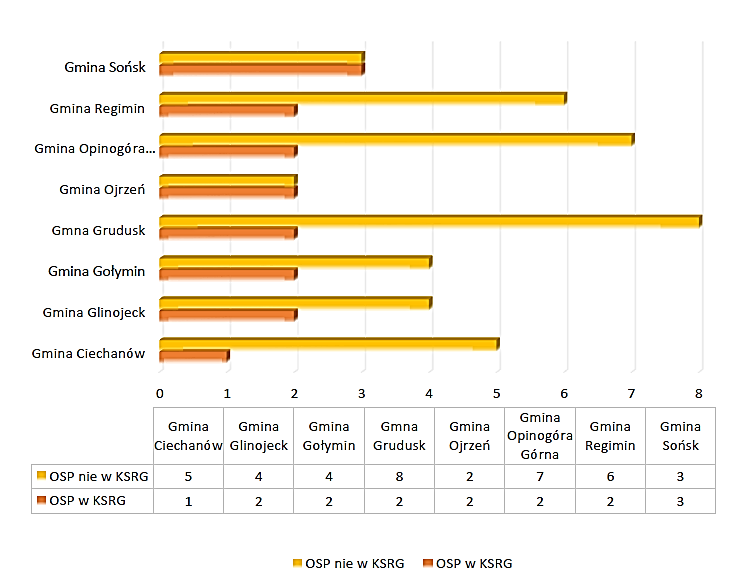 Gmina Sońsk
Gmina Regimin
Gmina Opinogóra...
Gmina Ojrzeń
Gmna Grudusk
Gmina Gołymin
Gmina Glinojeck
Gmina Ciechanów
0 1 2 3 4 5 6 7 8
Gmina Ciechanów Gmina Glinojeck Gmina Gołymin Gmna Grudusk Gmina Ojrzeń Gmina Opinogóra Górna Gmina Regimin Gmina Sońsk
OSP nie w KSRG 5 4 4 8 2 7 6 3
OSP w KSRG 1 2 2 2 2 2 2 3
OSP nie w KSRG OSP w KSRG